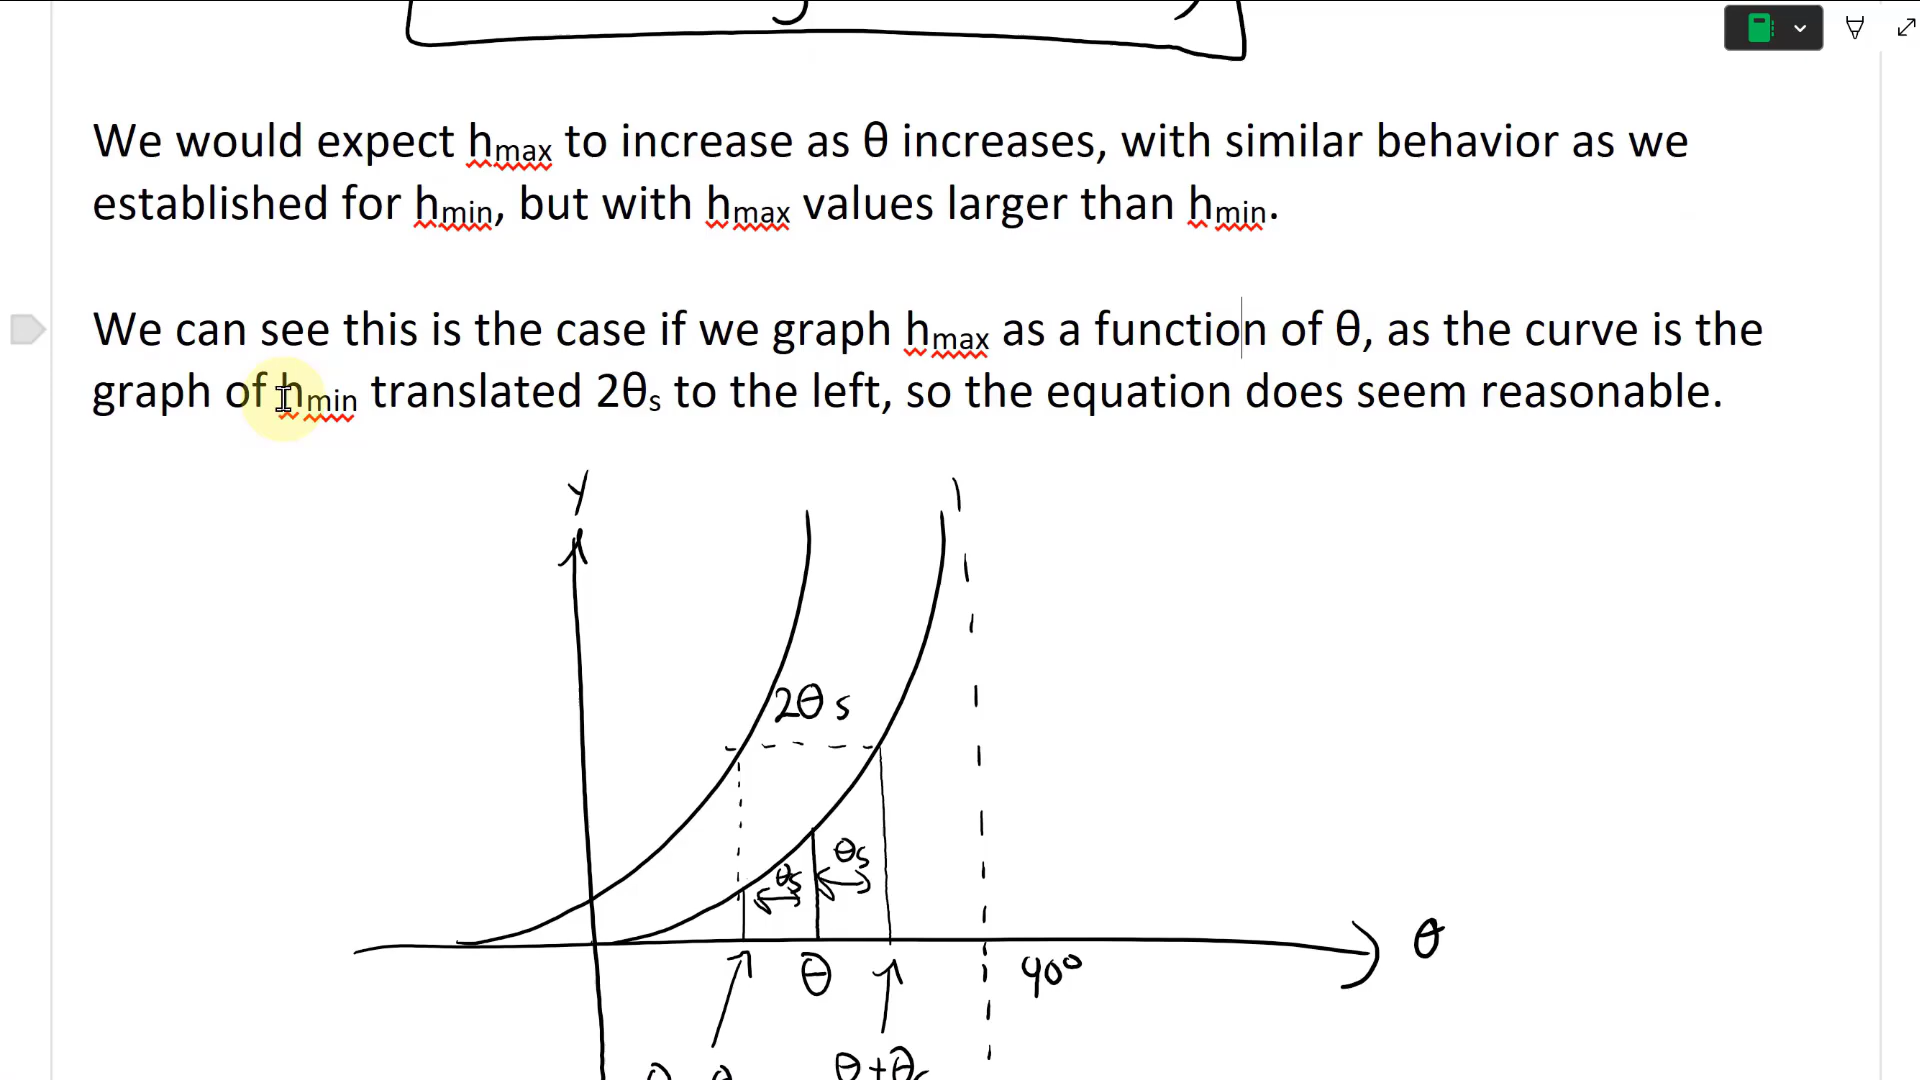 We would expect hmax to increase as θ increases, with similar behavior as we
established for hmin, but with hmax values larger than hmin.
We can see this is the case if we graph hmax as a function of θ, as the curve is the
graph of hmin translated 2θs to the left, so the equation does seem reasonable.
y
2θs
θs
θs
θ
θ
90°
θ+θs